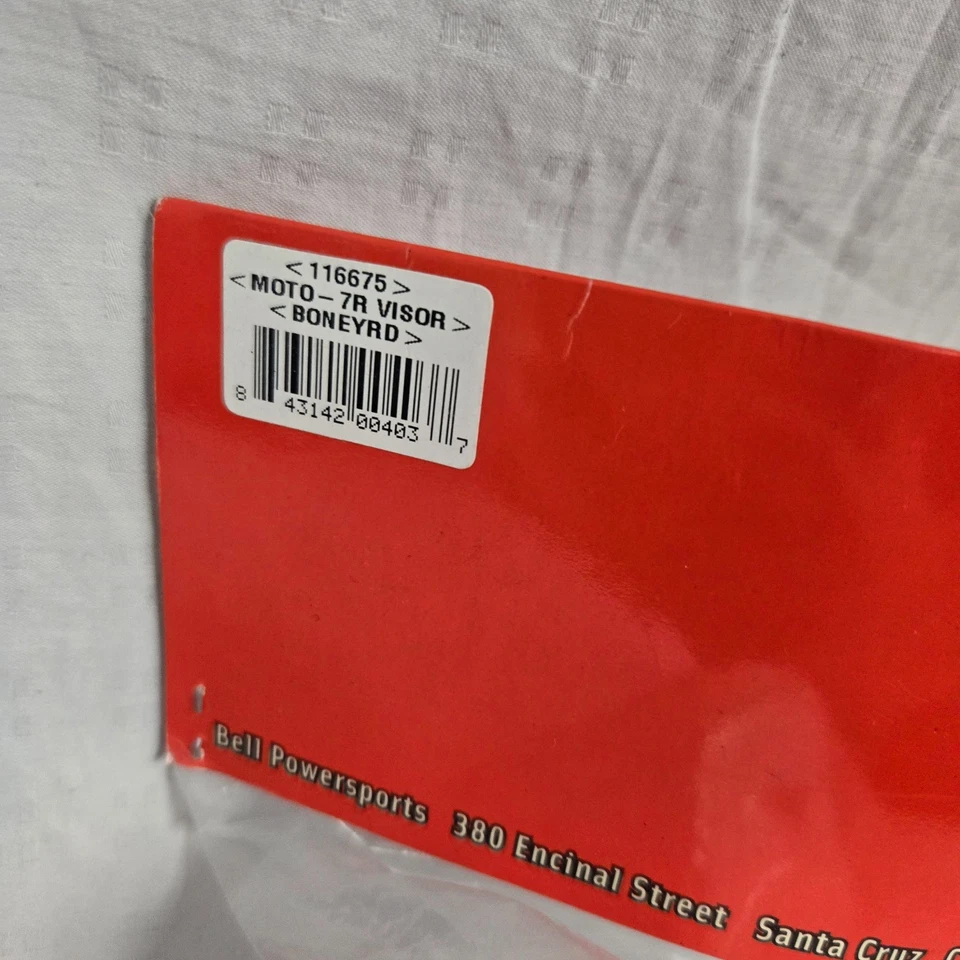 <116675>
<MOTO-7R VISOR>
<BONEYRD>
8 43142 00403 7
Bell Powersports 380 Encinal Street Santa Cruz